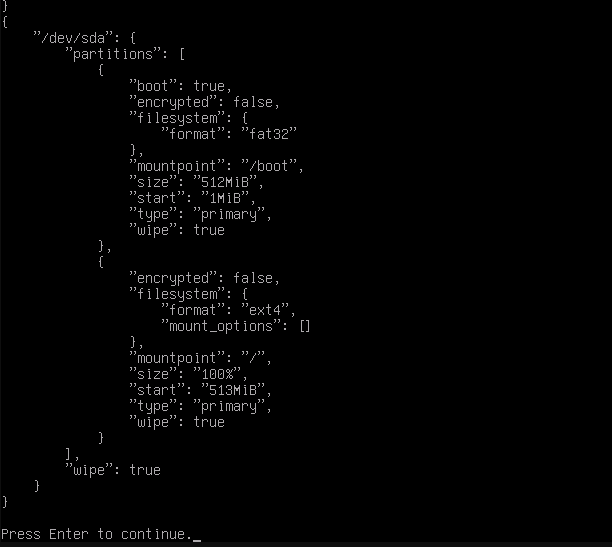 }
{
    "/dev/sda": {
        "partitions": [
            {
                "boot": true,
                "encrypted": false,
                "filesystem": {
                    "format": "fat32"
                },
                "mountpoint": "/boot",
                "size": "512MiB",
                "start": "1MiB",
                "type": "primary",
                "wipe": true
            },
            {
                "encrypted": false,
                "filesystem": {
                    "format": "ext4",
                    "mount_options": []
                },
                "mountpoint": "/",
                "size": "100%",
                "start": "513MiB",
                "type": "primary",
                "wipe": true
            }
        ],
        "wipe": true
    }
}
Press Enter to continue._